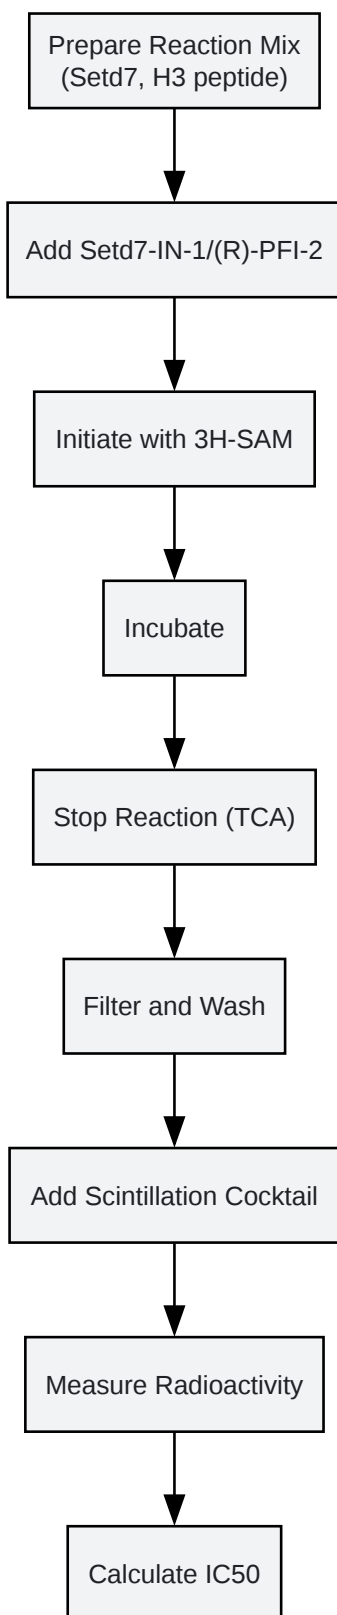 Prepare Reaction Mix
(Setd7, H3 peptide)
Add Setd7-IN-1/(R)-PFI-2
Initiate with 3H-SAM
Incubate
Stop Reaction (TCA)
Filter and Wash
Add Scintillation Cocktail
Measure Radioactivity
Calculate IC50